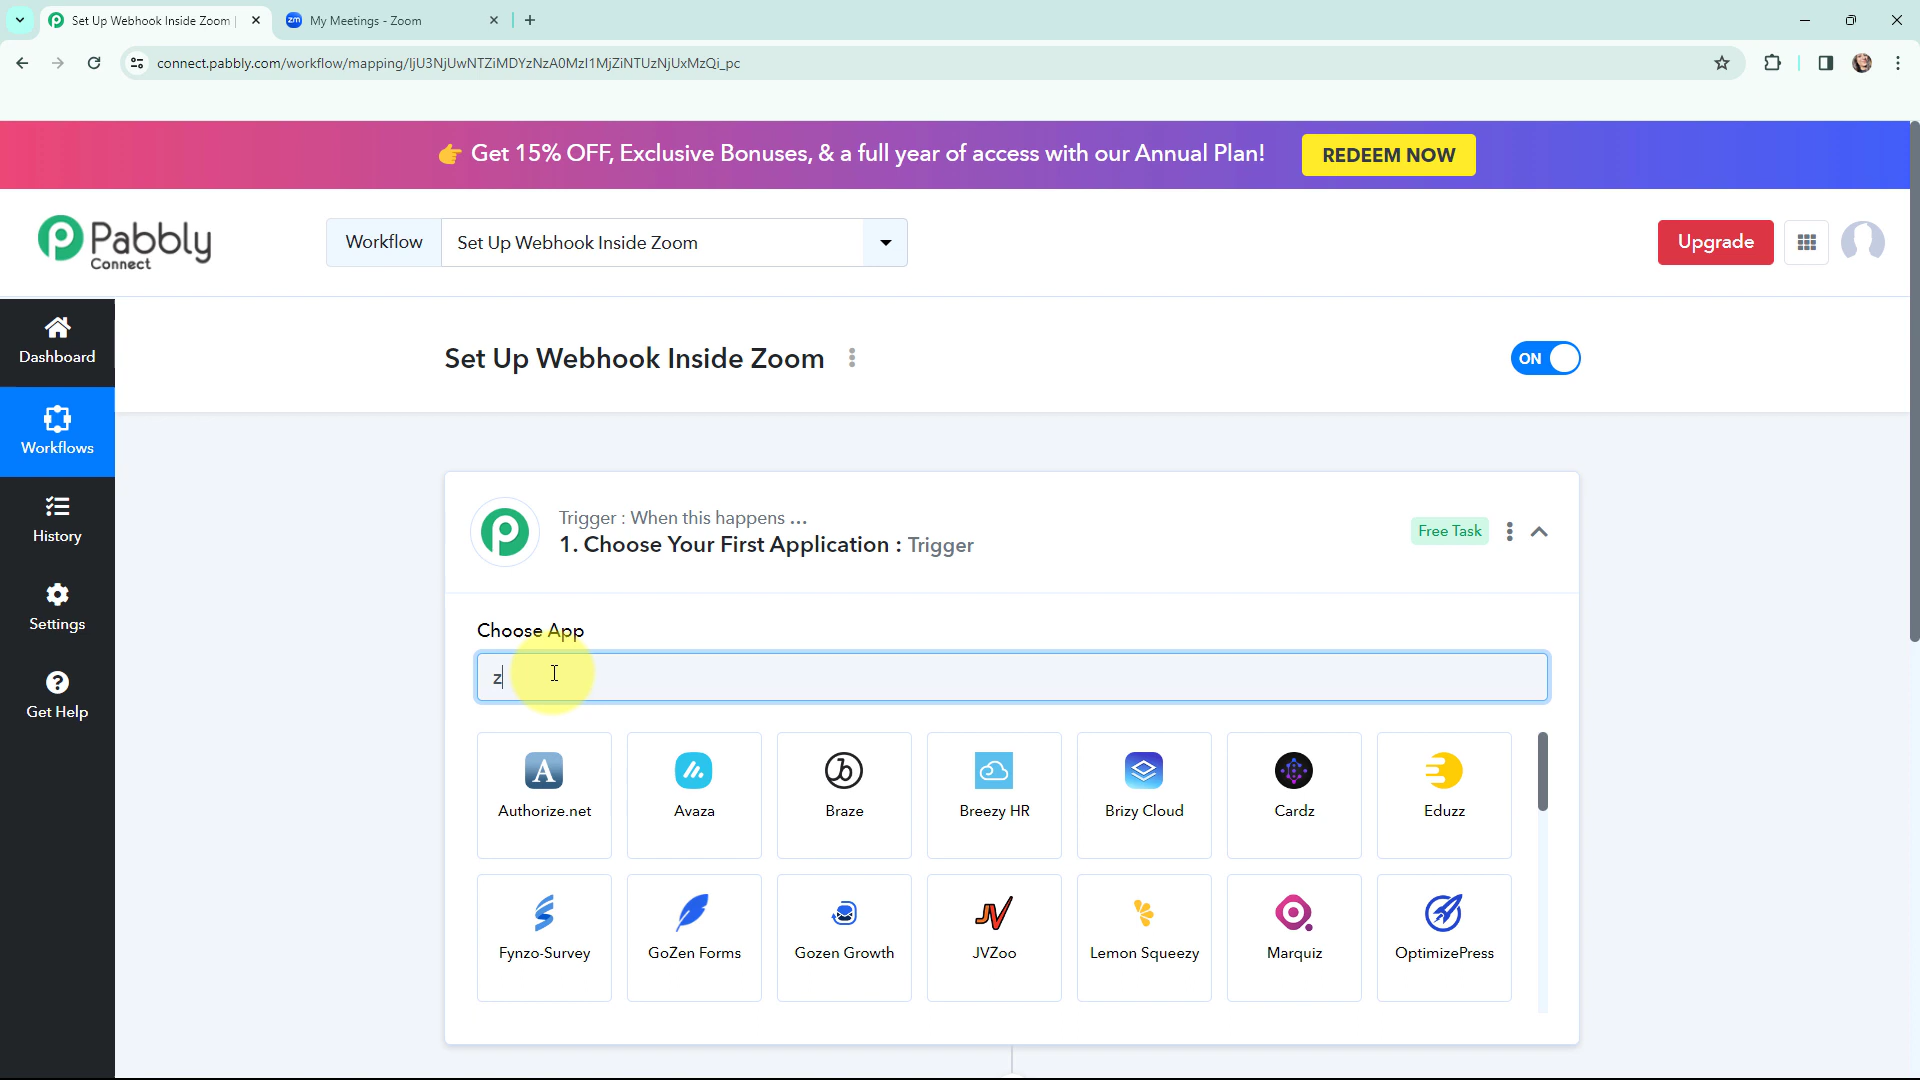 Set Up Webhook Inside Zoom
zm My Meetings - Zoom
connect.pabbly.com/workflow/mapping/IjU3NjUwNTZiMDYzNzA0MzI1MjZiNTUzNjUxMzQi_pc
👉 Get 15% OFF, Exclusive Bonuses, & a full year of access with our Annual Plan! REDEEM NOW
Pabbly
Connect
Workflow Set Up Webhook Inside Zoom
Upgrade
Dashboard
Workflows
History
Settings
Get Help
Set Up Webhook Inside Zoom
ON
Trigger : When this happens ...
1. Choose Your First Application : Trigger
Free Task
Choose App
z
Authorize.net Avaza Braze Breezy HR Brizy Cloud Cardz Eduzz
Fynzo-Survey GoZen Forms Gozen Growth JVZoo Lemon Squeezy Marquiz OptimizePress